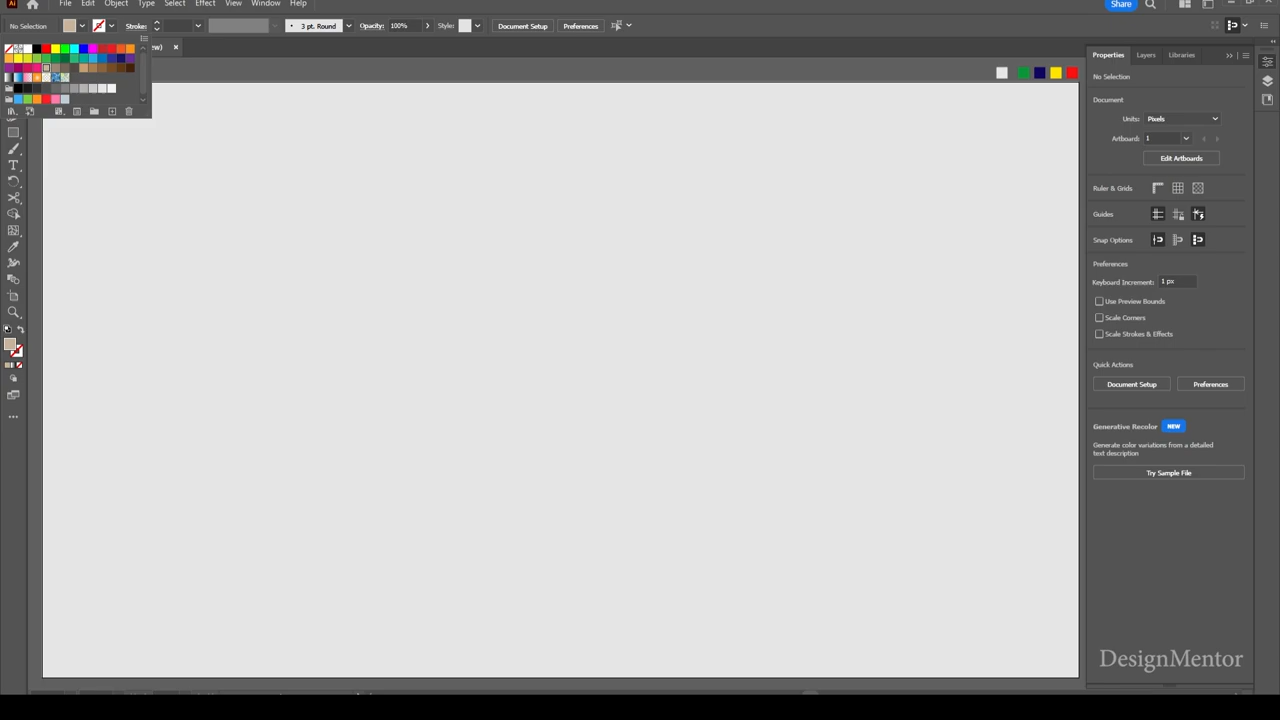 Ai File Edit Object Type Select Effect View Window Help Share
No Selection Stroke: 3 pt. Round Opacity: 100% Style: Document Setup Preferences
Properties Layers Libraries
No Selection
Document
Units: Pixels
Artboard: 1
Edit Artboards
Ruler & Grids
Guides
Snap Options
Preferences
Keyboard Increment: 1 px
Use Preview Bounds
Scale Corners
Scale Strokes & Effects
Quick Actions
Document Setup Preferences
Generative Recolor NEW
Generate color variations from a detailed
text description
Try Sample File
DesignMentor